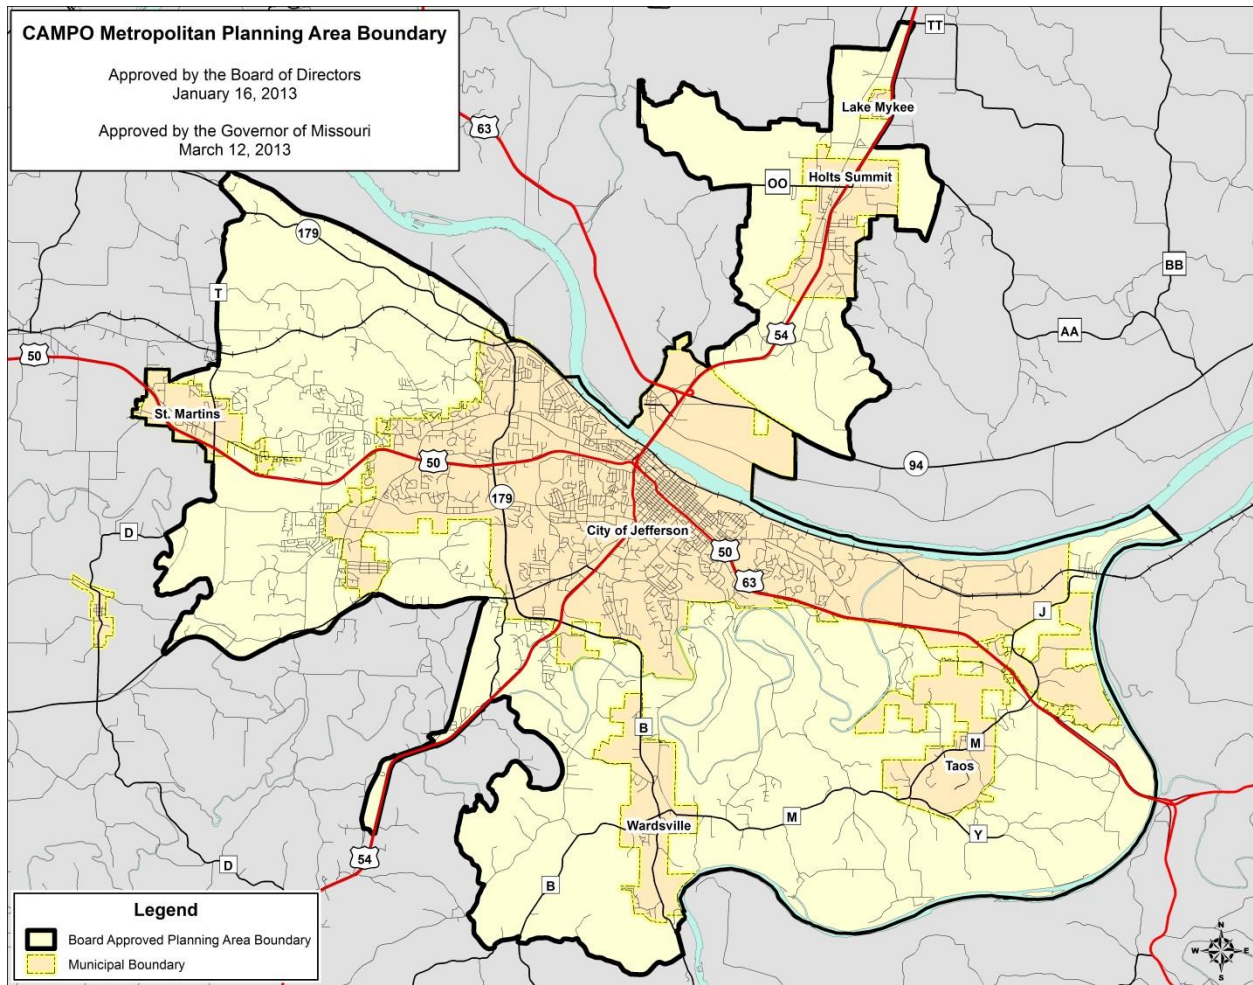 CAMPO Metropolitan Planning Area Boundary
Approved by the Board of Directors
January 16, 2013
Approved by the Governor of Missouri
March 12, 2013
TT
Lake Mykee
63
Holts Summit
OO
179
BB
T
54
AA
50
St. Martins
50
94
179
City of Jefferson
D
50
63
J
B
M
Taos
M
Wardsville
Y
54
D
B
Legend
Board Approved Planning Area Boundary
Municipal Boundary
N
W
E
S